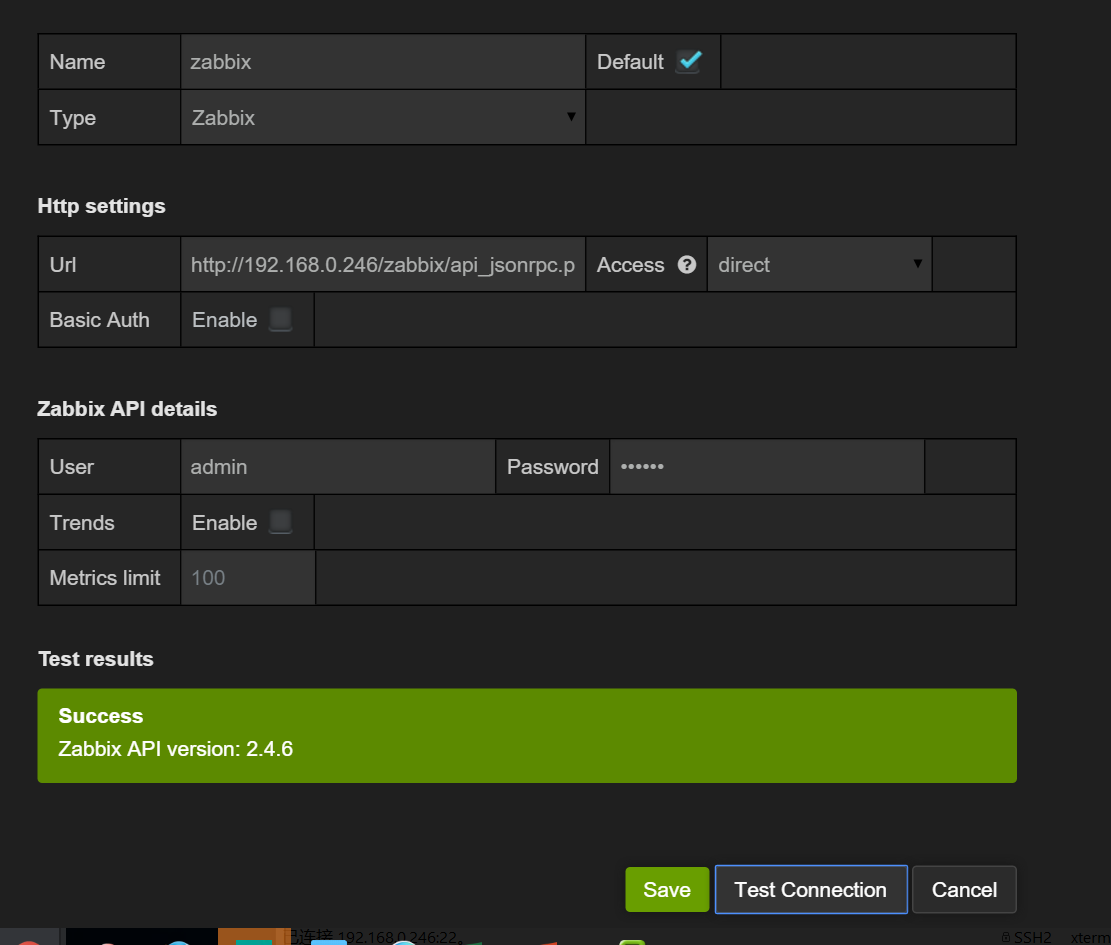 Name zabbix Default
Type Zabbix
Http settings
Url http://192.168.0.246/zabbix/api_jsonrpc.p Access ? direct
Basic Auth Enable
Zabbix API details
User admin Password ••••••
Trends Enable
Metrics limit 100
Test results
Success
Zabbix API version: 2.4.6
Save Test Connection Cancel
已连接 192.168.0.246:22。 SSH2 xterm